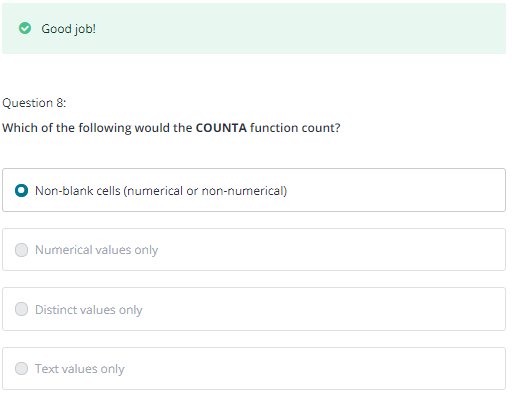 Good job!
Question 8:
Which of the following would the COUNTA function count?
Non-blank cells (numerical or non-numerical)
Numerical values only
Distinct values only
Text values only